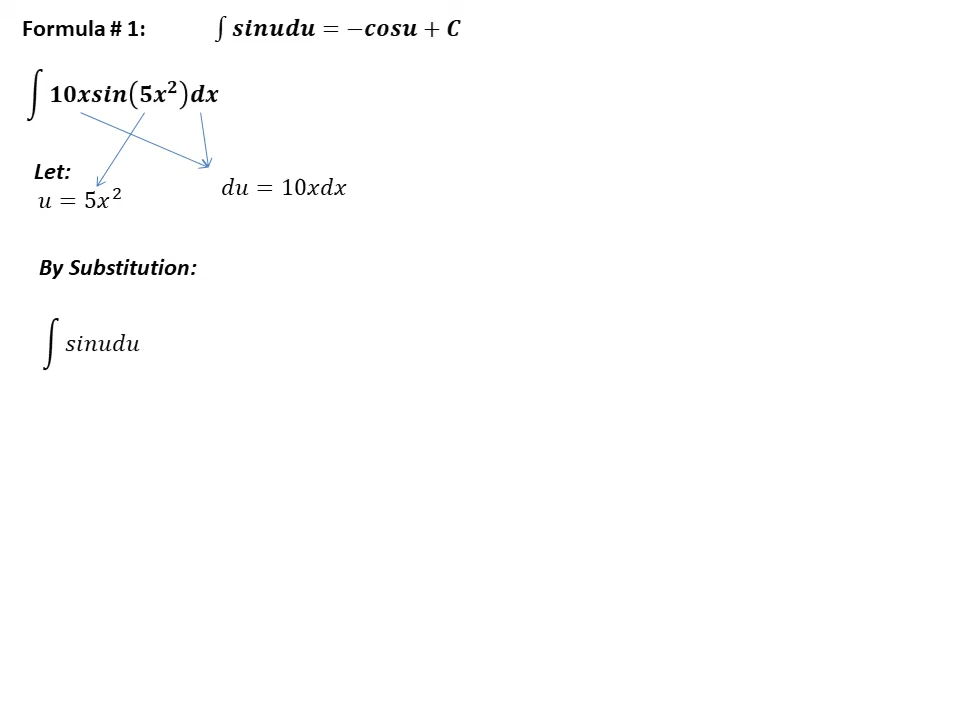 Formula # 1: ∫ sinudu = −cosu + C
∫ 10xsin(5x²)dx
Let:
u = 5x² du = 10xdx
By Substitution:
∫ sinudu